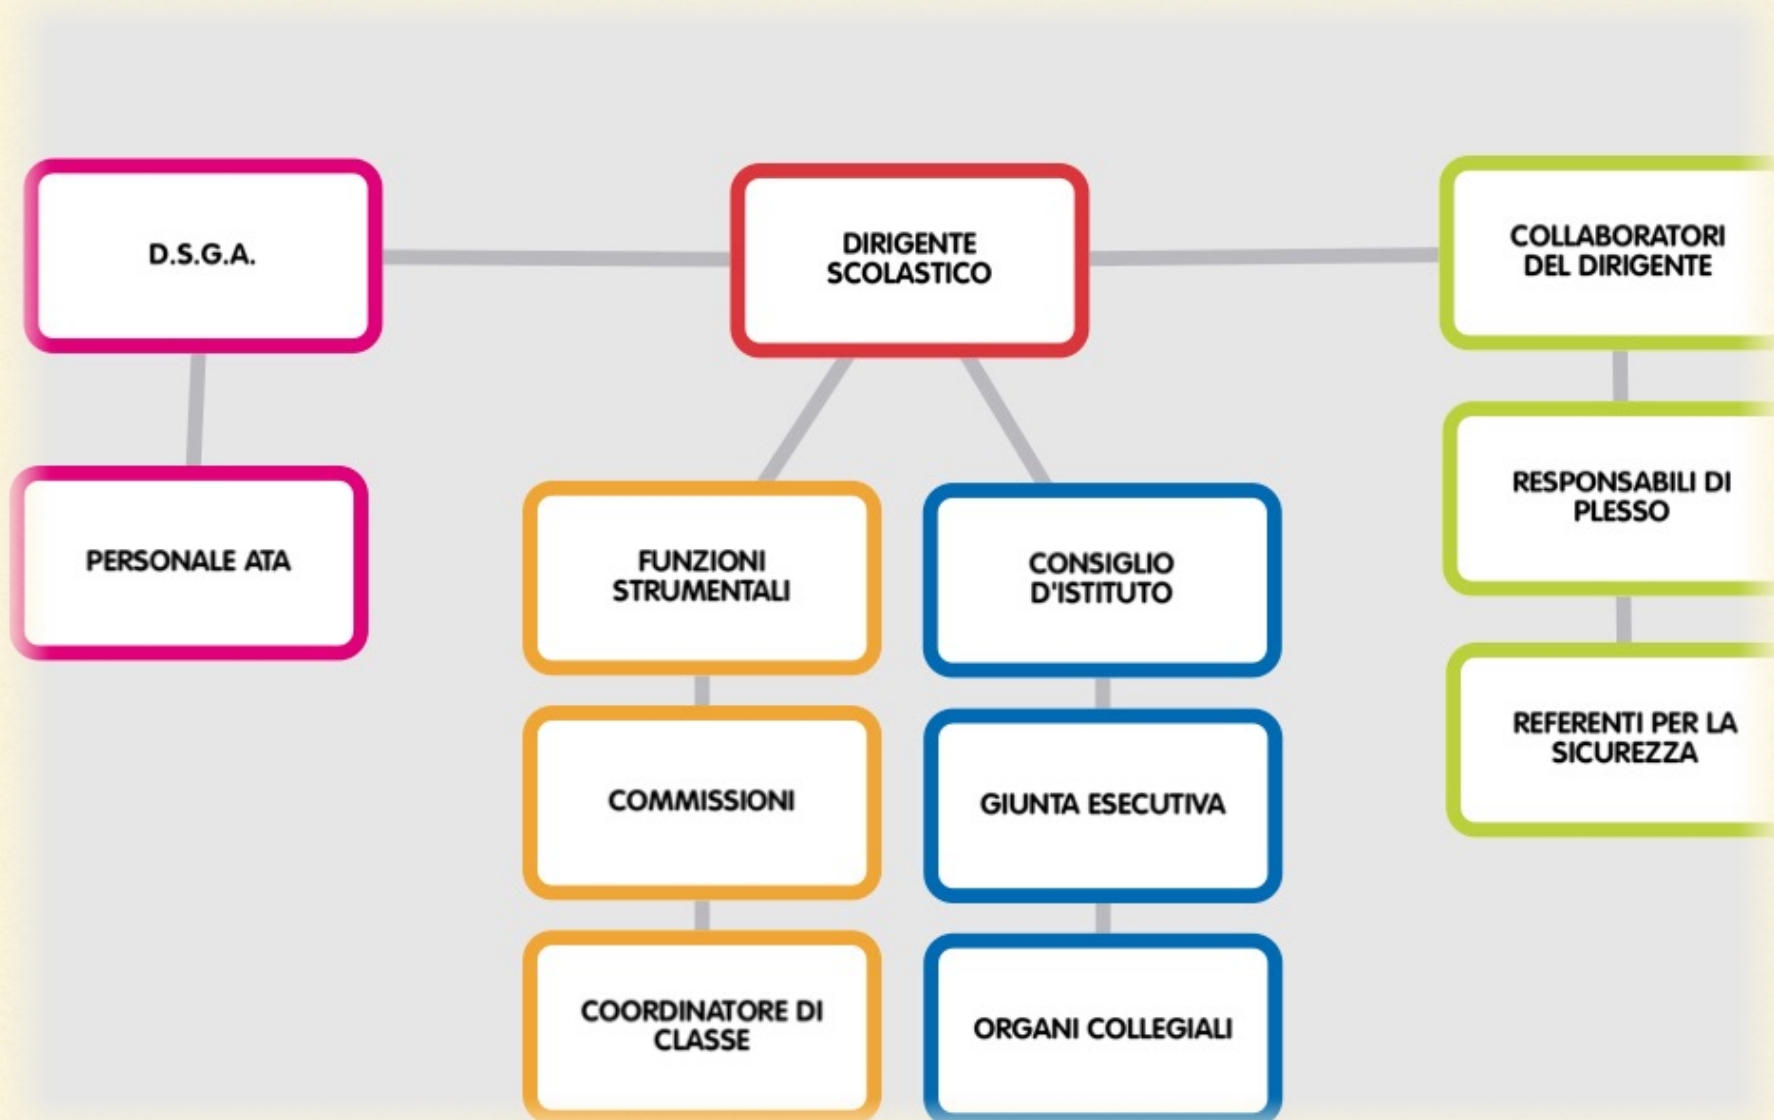 D.S.G.A.
DIRIGENTE
SCOLASTICO
COLLABORATORI
DEL DIRIGENTE
PERSONALE ATA
FUNZIONI
STRUMENTALI
CONSIGLIO
D'ISTITUTO
RESPONSABILI DI
PLESSO
COMMISSIONI
GIUNTA ESECUTIVA
REFERENTI PER LA
SICUREZZA
COORDINATORE DI
CLASSE
ORGANI COLLEGIALI